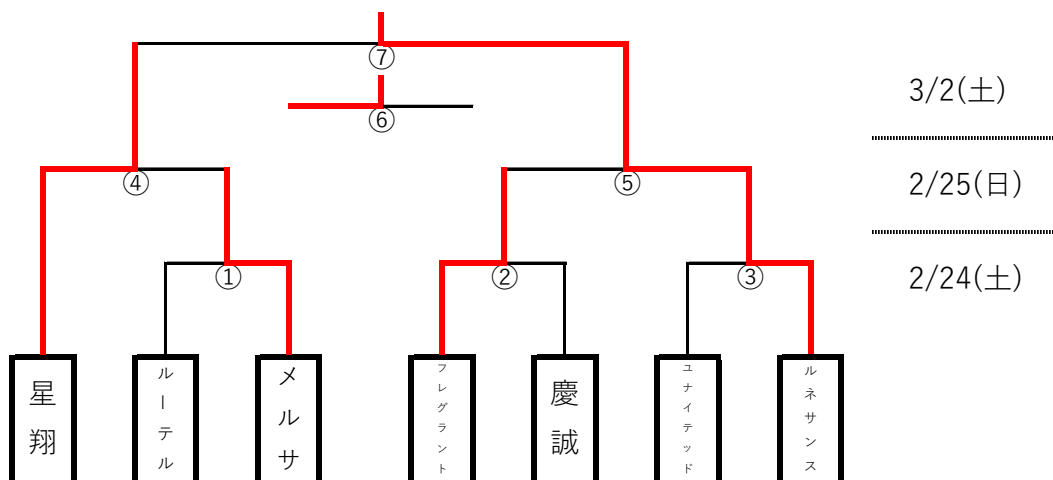 ⑦
3/2(土)
⑥
④
⑤
2/25(日)
①
②
③
2/24(土)
星翔
ルーテル
メルサ
フレグラント
慶誠
ユナイテッド
ルネサンス